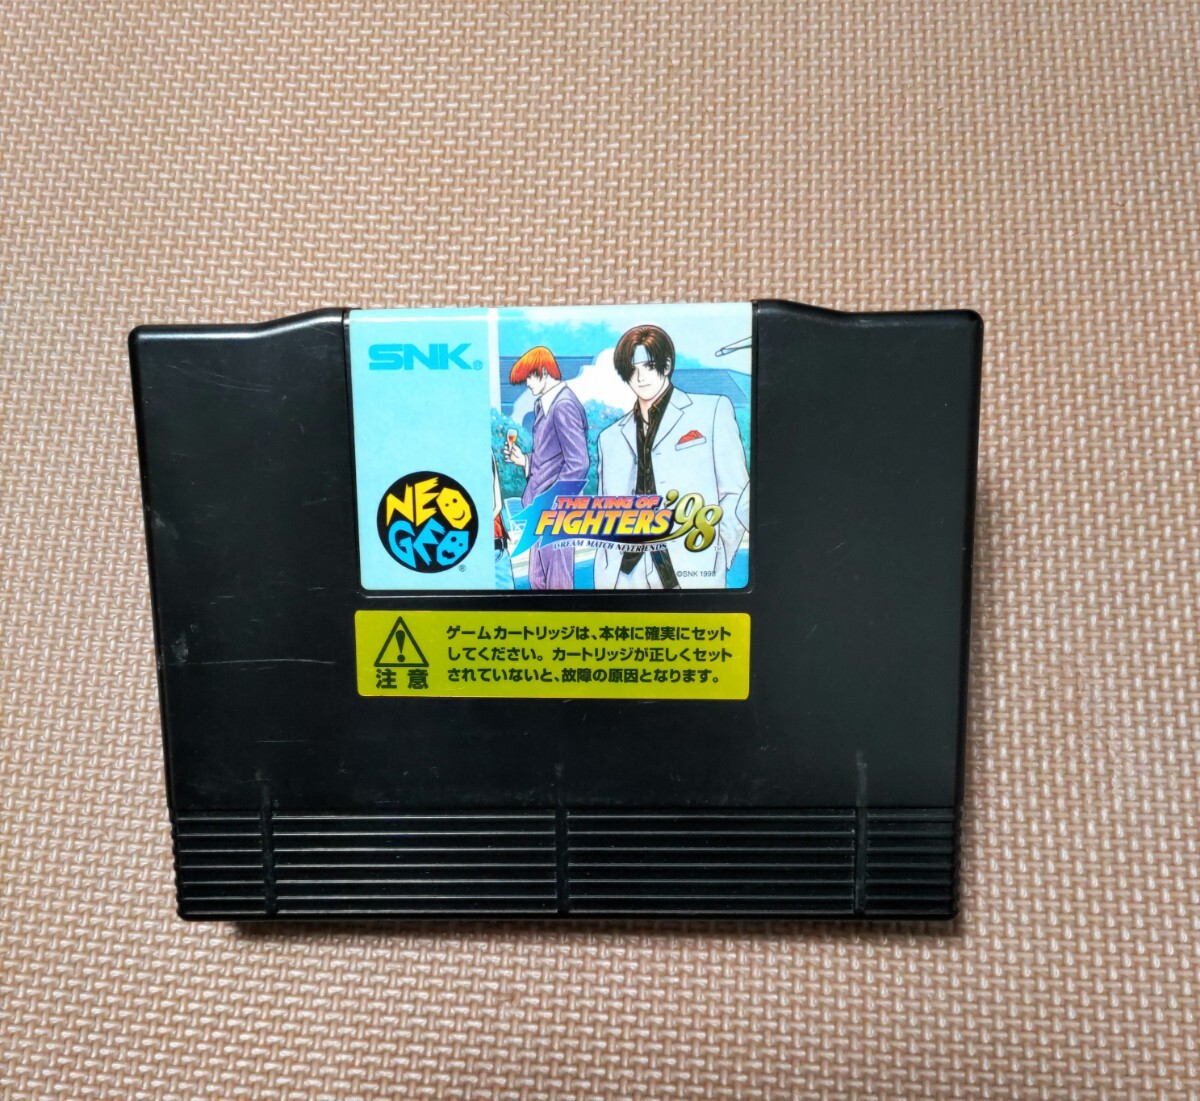 SNK®
NEO
GEO
®
THE KING OF
FIGHTERS '98
DREAM MATCH NEVER ENDS
TM
©SNK 1998
ゲームカートリッジは、本体に確実にセット
してください。カートリッジが正しくセット
されていないと、故障の原因となります。
注意